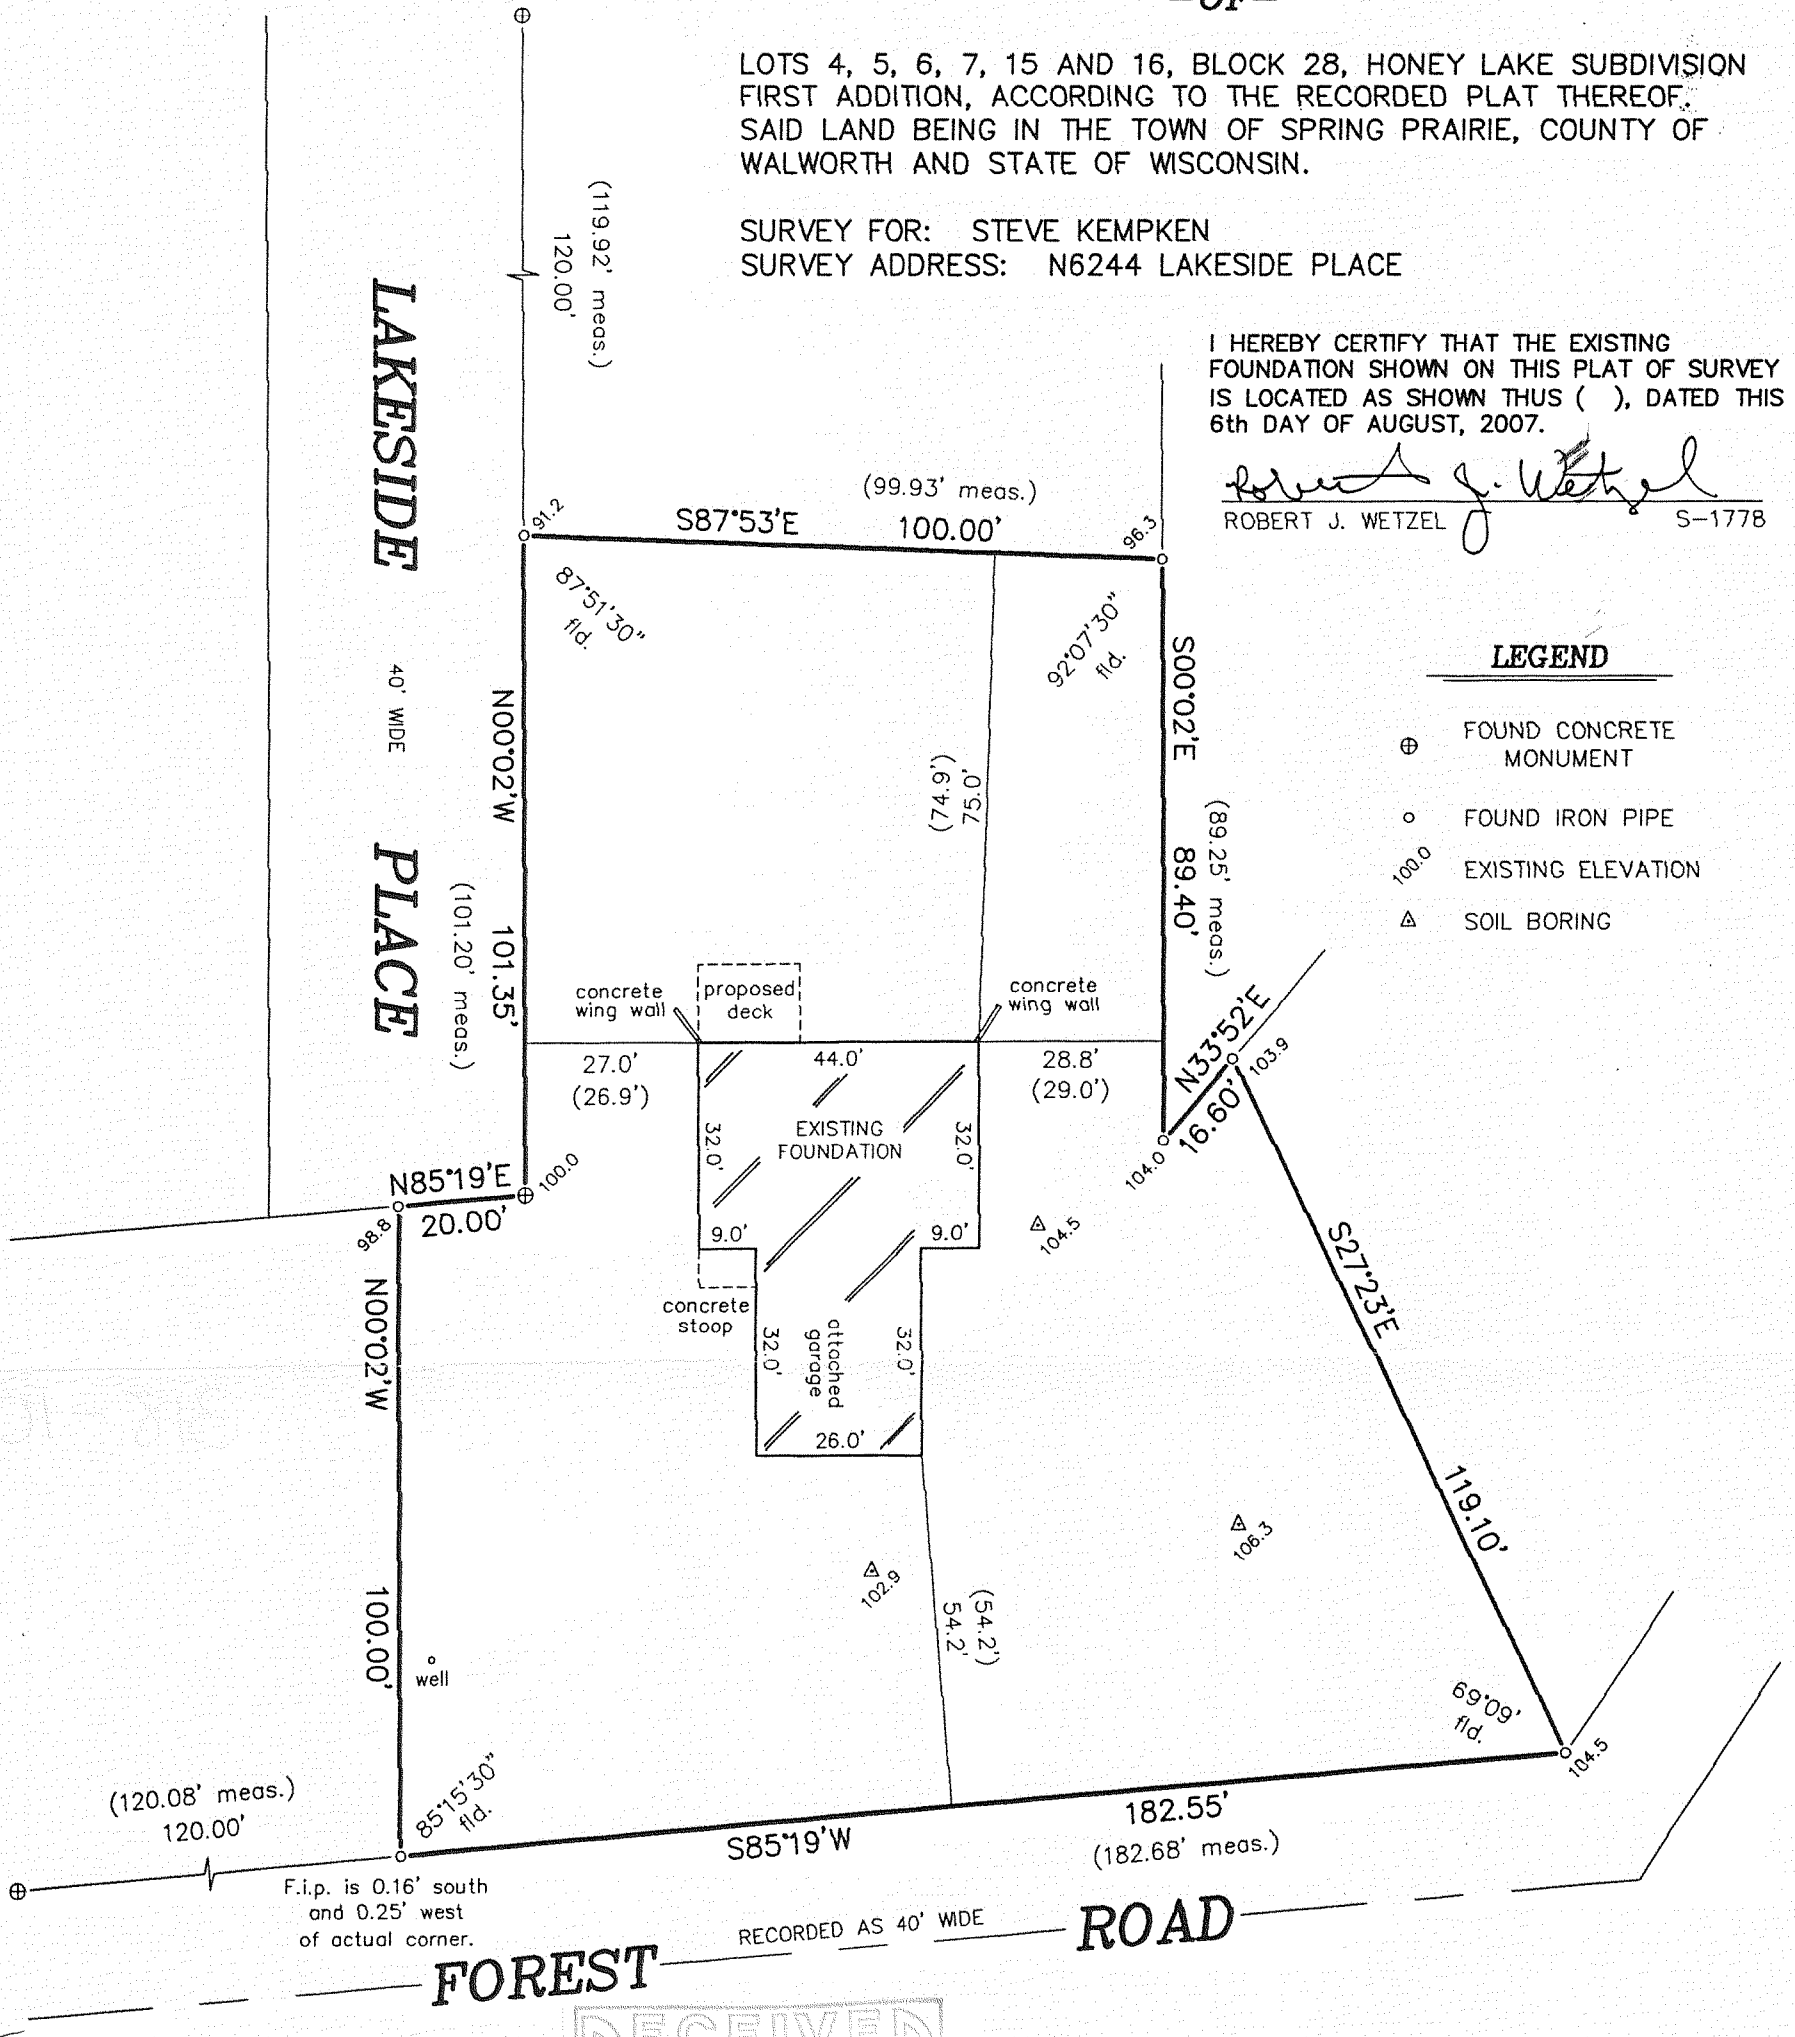 -OF-
LOTS 4, 5, 6, 7, 15 AND 16, BLOCK 28, HONEY LAKE SUBDIVISION
FIRST ADDITION, ACCORDING TO THE RECORDED PLAT THEREOF.
SAID LAND BEING IN THE TOWN OF SPRING PRAIRIE, COUNTY OF
WALWORTH AND STATE OF WISCONSIN.
SURVEY FOR: STEVE KEMPKEN
SURVEY ADDRESS: N6244 LAKESIDE PLACE
I HEREBY CERTIFY THAT THE EXISTING
FOUNDATION SHOWN ON THIS PLAT OF SURVEY
IS LOCATED AS SHOWN THUS ( ), DATED THIS
6th DAY OF AUGUST, 2007.
Robert J. Wetzel
ROBERT J. WETZEL S-1778
LEGEND
FOUND CONCRETE
MONUMENT
FOUND IRON PIPE
100.0 EXISTING ELEVATION
SOIL BORING
(119.92' meas.)
120.00'
LAKESIDE PLACE
40' WIDE
91.2
S87°53'E
(99.93' meas.)
100.00'
96.3
87°51'30"
fld.
92°07'30"
fld.
N00°02'W
101.35'
(101.20' meas.)
75.0'
(74.9')
S00°02'E
89.40'
(89.25' meas.)
concrete
wing wall
proposed
deck
concrete
wing wall
27.0'
(26.9')
44.0'
28.8'
(29.0')
N33°52'E
16.60'
103.9
104.0
EXISTING
FOUNDATION
32.0'
32.0'
9.0'
9.0'
104.5
N85°19'E
20.00'
100.0
98.8
concrete
stoop
32.0'
attached
garage
32.0'
26.0'
S27°23'E
119.10'
N00°02'W
100.00'
well
102.9
106.3
(54.2')
54.2'
69°09'
fld.
104.5
85°15'30"
fld.
(120.08' meas.)
120.00'
S85°19'W
182.55'
(182.68' meas.)
F.i.p. is 0.16' south
and 0.25' west
of actual corner.
FOREST ROAD
RECORDED AS 40' WIDE
RECEIVED